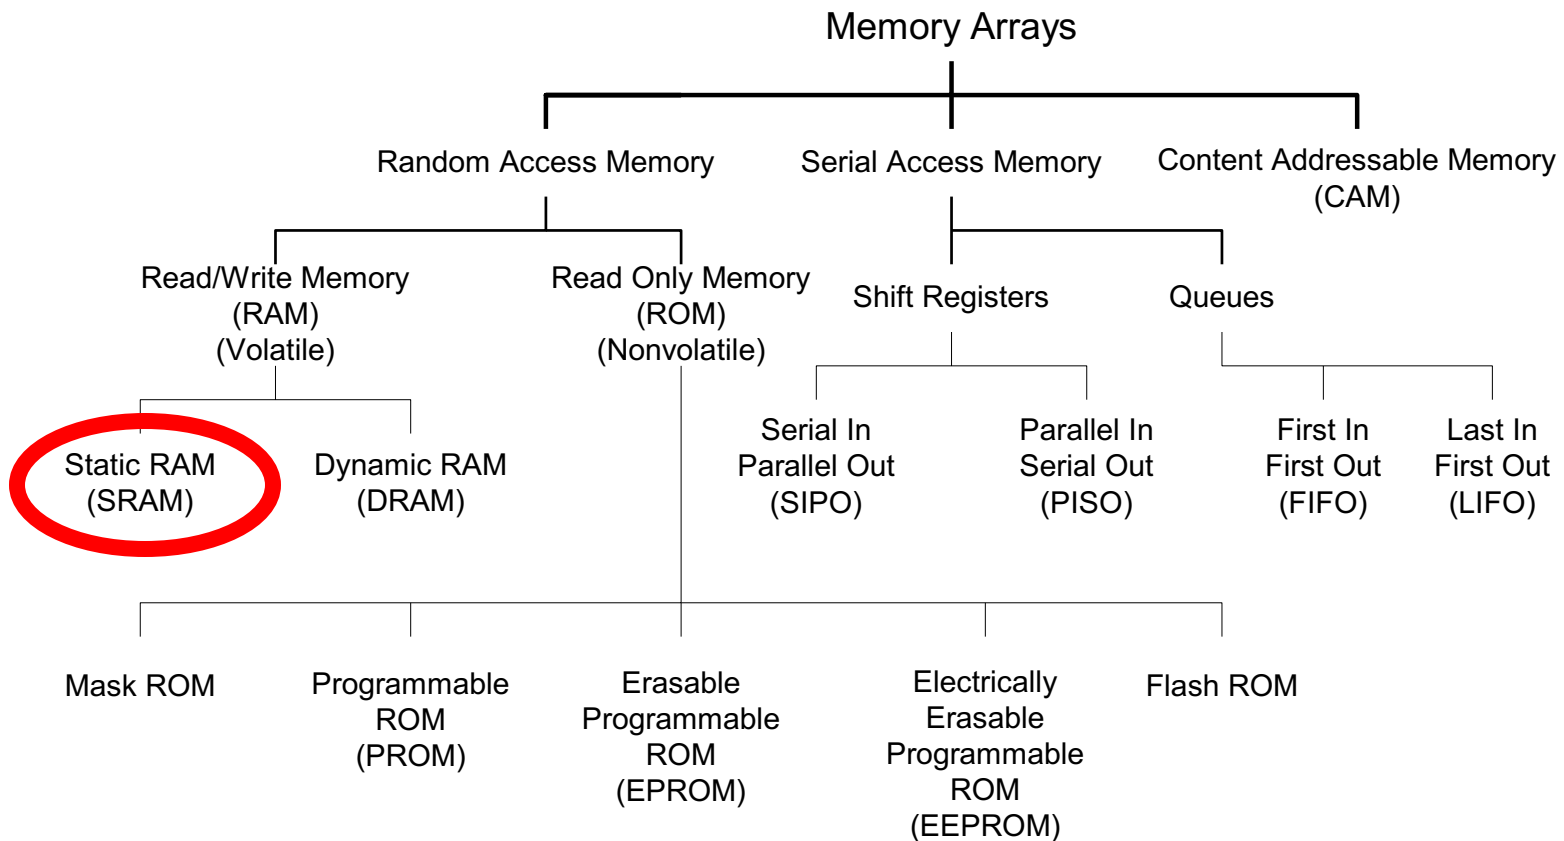 Memory Arrays
Random Access Memory
Serial Access Memory
Content Addressable Memory
(CAM)
Read/Write Memory
(RAM)
(Volatile)
Read Only Memory
(ROM)
(Nonvolatile)
Shift Registers
Queues
Static RAM
(SRAM)
Dynamic RAM
(DRAM)
Serial In
Parallel Out
(SIPO)
Parallel In
Serial Out
(PISO)
First In
First Out
(FIFO)
Last In
First Out
(LIFO)
Mask ROM
Programmable
ROM
(PROM)
Erasable
Programmable
ROM
(EPROM)
Electrically
Erasable
Programmable
ROM
(EEPROM)
Flash ROM